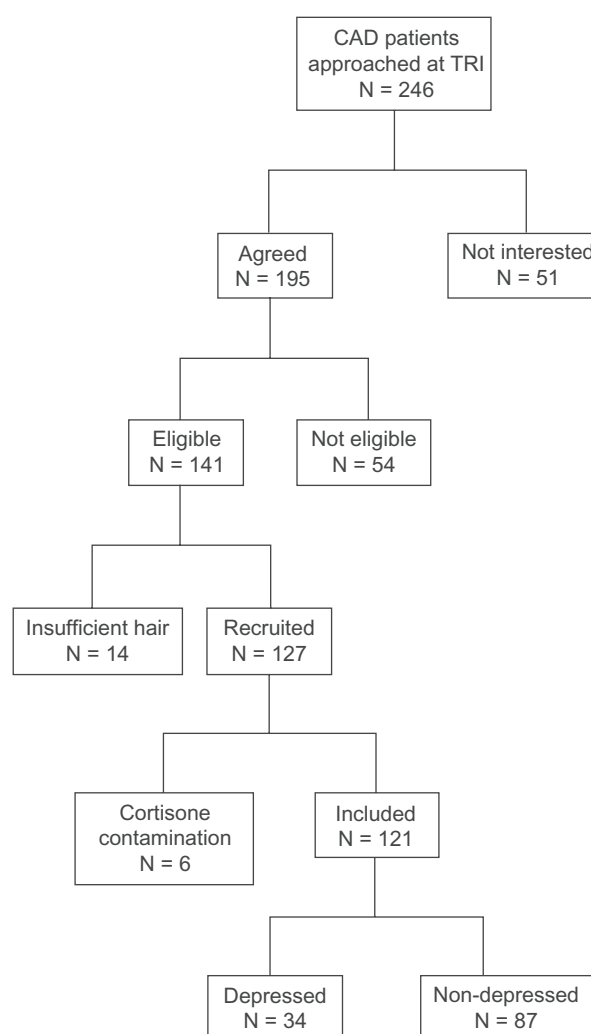 CAD patients
approached at TRI
N = 246
Agreed
N = 195
Not interested
N = 51
Eligible
N = 141
Not eligible
N = 54
Insufficient hair
N = 14
Recruited
N = 127
Cortisone
contamination
N = 6
Included
N = 121
Depressed
N = 34
Non-depressed
N = 87